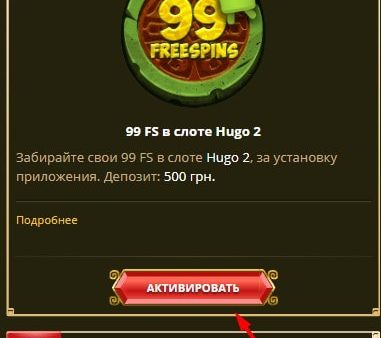 99
FREESPINS
99 FS в слоте Hugo 2
Забирайте свои 99 FS в слоте Hugo 2, за установку
приложения. Депозит: 500 грн.
Подробнее
АКТИВИРОВАТЬ